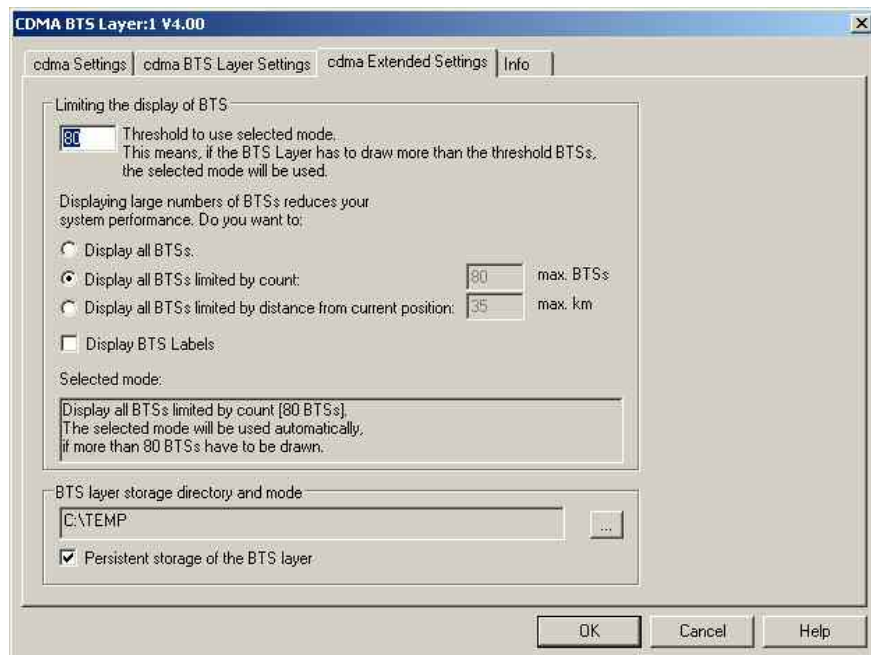 CDMA BTS Layer:1 V4.00
cdma Settings
cdma BTS Layer Settings
cdma Extended Settings
Info
Limiting the display of BTS
80
Threshold to use selected mode.
This means, if the BTS Layer has to draw more than the threshold BTSs,
the selected mode will be used.
Displaying large numbers of BTSs reduces your
system performance. Do you want to:
Display all BTSs.
Display all BTSs limited by count: 80 max. BTSs
Display all BTSs limited by distance from current position: 35 max. km
Display BTS Labels
Selected mode:
Display all BTSs limited by count [80 BTSs],
The selected mode will be used automatically,
if more than 80 BTSs have to be drawn.
BTS layer storage directory and mode
C:\TEMP
...
Persistent storage of the BTS layer
OK
Cancel
Help